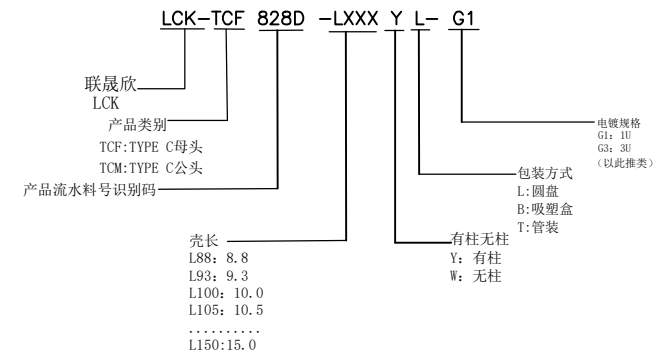 LCK-TCF 828D -LXXX Y L- G1
联晟欣
LCK
产品类别
TCF:TYPE C母头
TCM:TYPE C公头
产品流水料号识别码
壳长
L88: 8.8
L93: 9.3
L100: 10.0
L105: 10.5
..........
L150:15.0
有柱无柱
Y: 有柱
W: 无柱
包装方式
L:圆盘
B:吸塑盒
T:管装
电镀规格
G1: 1U
G3: 3U
(以此推类)